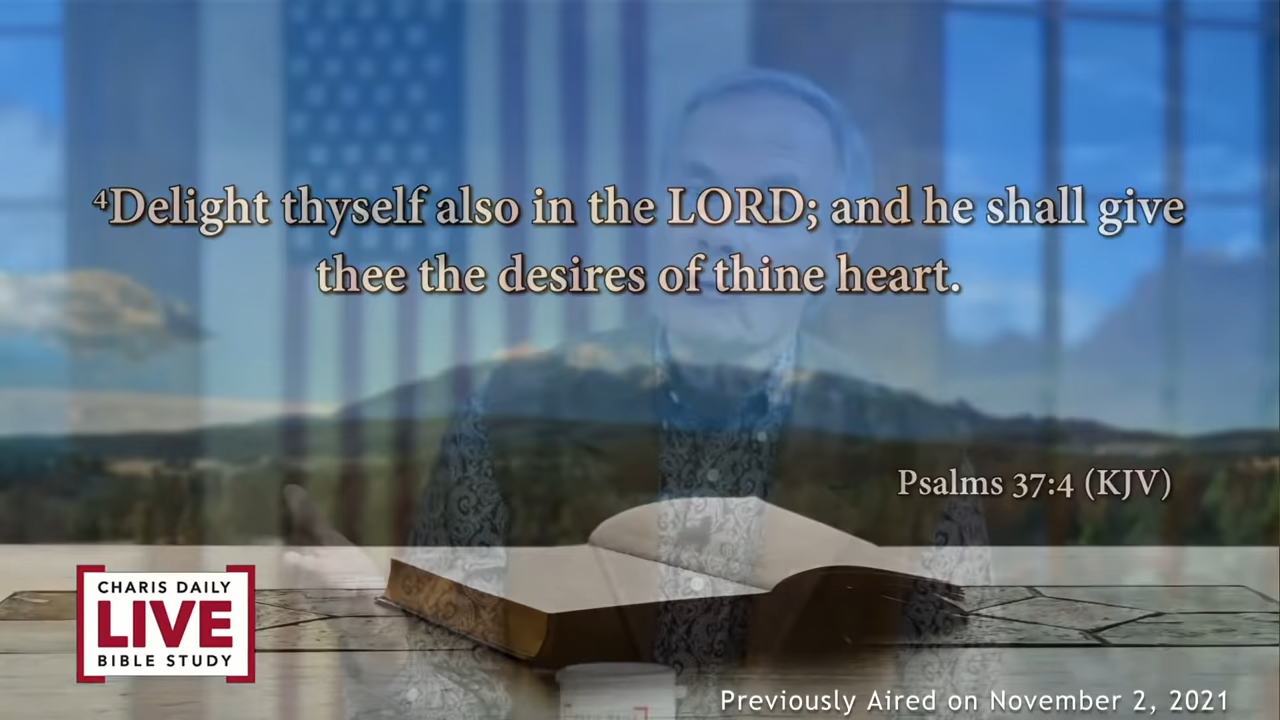 ⁴Delight thyself also in the LORD; and he shall give
thee the desires of thine heart.
Psalms 37:4 (KJV)
CHARIS DAILY
LIVE
BIBLE STUDY
Previously Aired on November 2, 2021